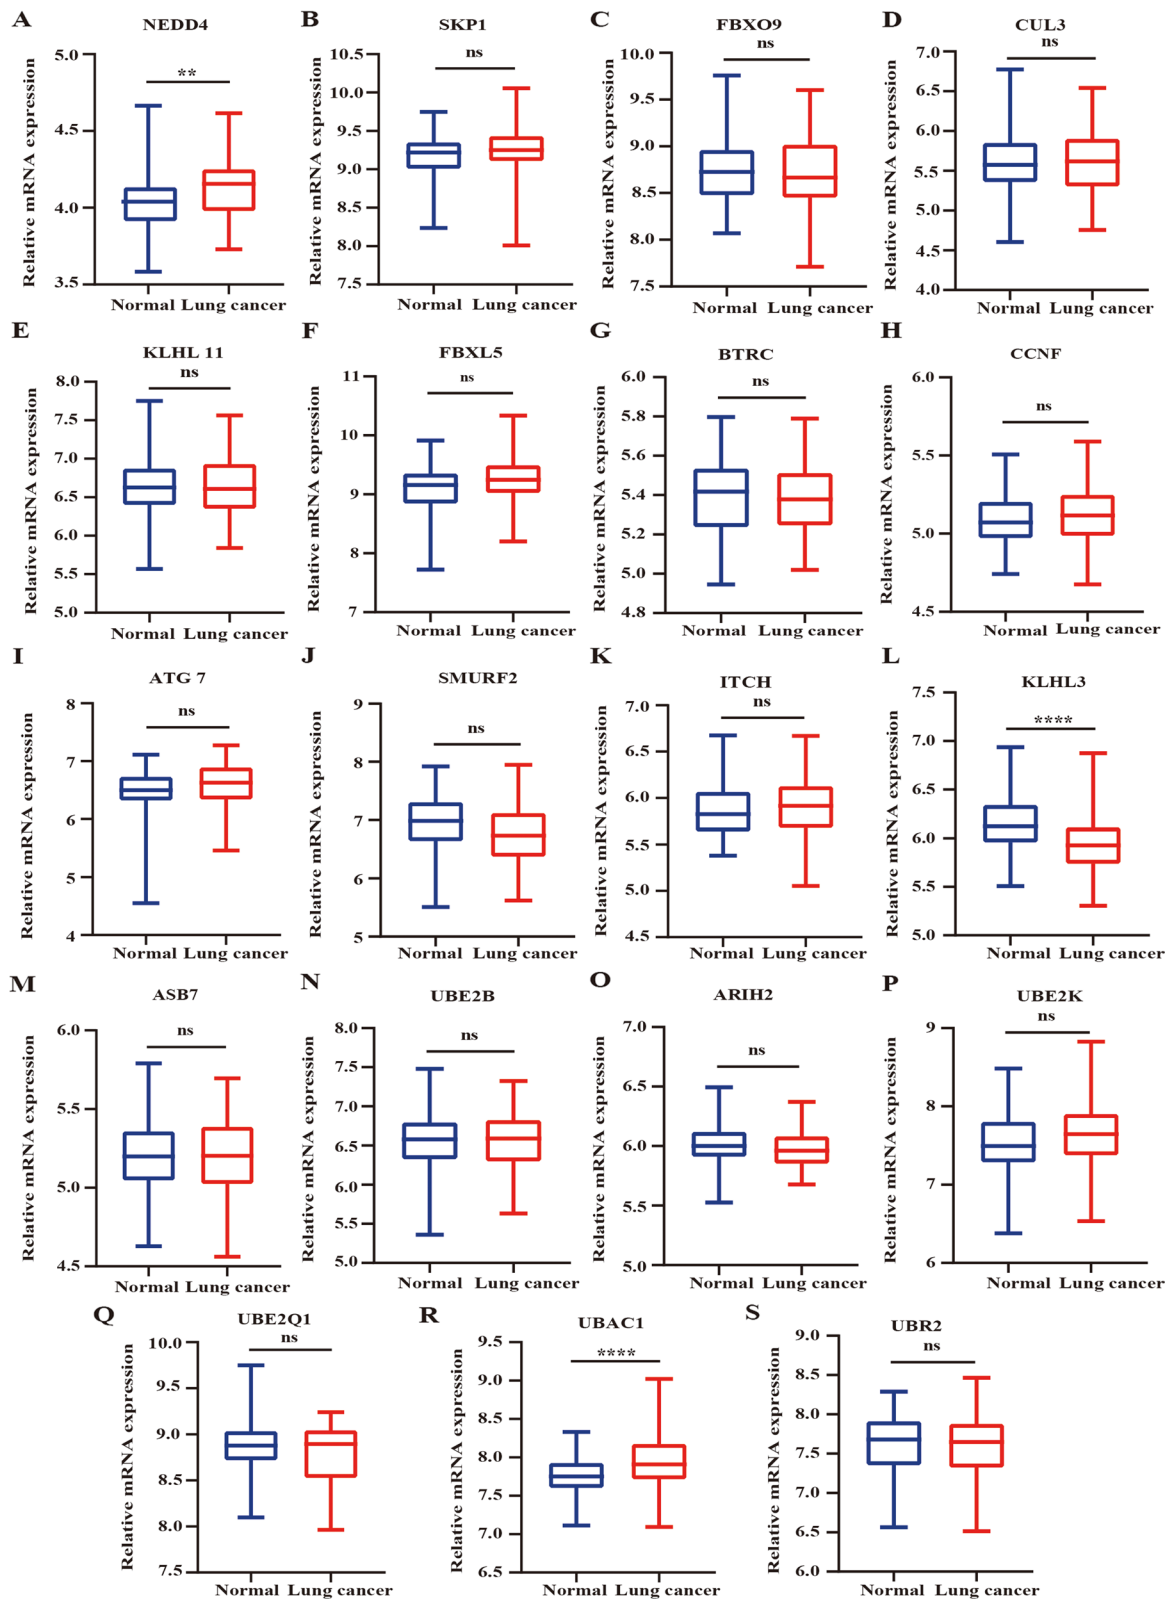 A
NEDD4
Relative mRNA expression
5.0
4.5
4.0
3.5
**
Normal Lung cancer
B
SKP1
Relative mRNA expression
10.5
10.0
9.5
9.0
8.5
8.0
7.5
ns
Normal Lung cancer
C
FBXO9
Relative mRNA expression
10.0
9.5
9.0
8.5
8.0
7.5
ns
Normal Lung cancer
D
CUL3
Relative mRNA expression
7.0
6.5
6.0
5.5
5.0
4.5
4.0
ns
Normal Lung cancer
E
KLHL 11
Relative mRNA expression
8.0
7.5
7.0
6.5
6.0
5.5
5.0
ns
Normal Lung cancer
F
FBXL5
Relative mRNA expression
11
10
9
8
7
ns
Normal Lung cancer
G
BTRC
Relative mRNA expression
6.0
5.8
5.6
5.4
5.2
5.0
4.8
ns
Normal Lung cancer
H
CCNF
Relative mRNA expression
6.0
5.5
5.0
4.5
ns
Normal Lung cancer
I
ATG 7
Relative mRNA expression
8
7
6
5
4
ns
Normal Lung cancer
J
SMURF2
Relative mRNA expression
9
8
7
6
5
ns
Normal Lung cancer
K
ITCH
Relative mRNA expression
7.0
6.5
6.0
5.5
5.0
4.5
ns
Normal Lung cancer
L
KLHL3
Relative mRNA expression
7.5
7.0
6.5
6.0
5.5
5.0
****
Normal Lung cancer
M
ASB7
Relative mRNA expression
6.0
5.5
5.0
4.5
ns
Normal Lung cancer
N
UBE2B
Relative mRNA expression
8.0
7.5
7.0
6.5
6.0
5.5
5.0
ns
Normal Lung cancer
O
ARIH2
Relative mRNA expression
7.0
6.5
6.0
5.5
5.0
ns
Normal Lung cancer
P
UBE2K
Relative mRNA expression
9
8
7
6
ns
Normal Lung cancer
Q
UBE2Q1
Relative mRNA expression
10.0
9.5
9.0
8.5
8.0
7.5
ns
Normal Lung cancer
R
UBAC1
Relative mRNA expression
9.5
9.0
8.5
8.0
7.5
7.0
6.5
****
Normal Lung cancer
S
UBR2
Relative mRNA expression
9.0
8.5
8.0
7.5
7.0
6.5
6.0
ns
Normal Lung cancer